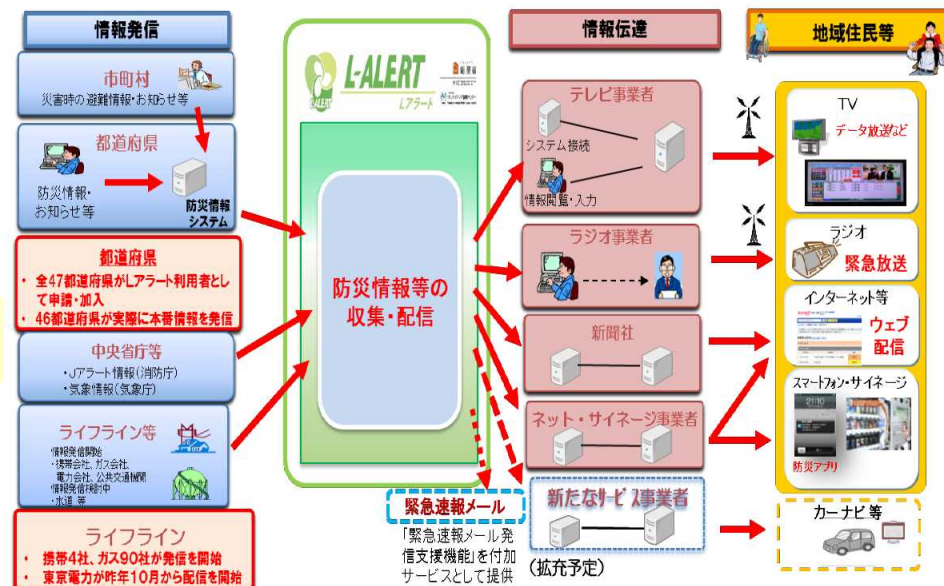 情報発信
市町村
災害時の避難情報・お知らせ等
都道府県
防災情報・
お知らせ等
防災情報
システム
都道府県
・ 全47都道府県がLアラート利用者とし
て申請・加入
・ 46都道府県が実際に本番情報を発信
中央省庁等
・Jアラート情報(消防庁)
・気象情報(気象庁)
ライフライン等
情報発信開始
・携帯会社、ガス会社、
電力会社、公共交通機関
情報発信検討中
・水道 等
ライフライン
・ 携帯4社、ガス90社が発信を開始
・ 東京電力が昨年10月から配信を開始
L-ALERT
Lアラート
L-ALERT
防災情報等の
収集・配信
緊急速報メール
「緊急速報メール発
信支援機能」を付加
サービスとして提供
情報伝達
テレビ事業者
システム接続
情報閲覧・入力
ラジオ事業者
新聞社
ネット・サイネージ事業者
新たなサービス事業者
(拡充予定)
地域住民等
TV
データ放送など
ラジオ
緊急放送
インターネット等
ウェブ
配信
スマートフォン・サイネージ
21:10
防災アプリ
カーナビ等